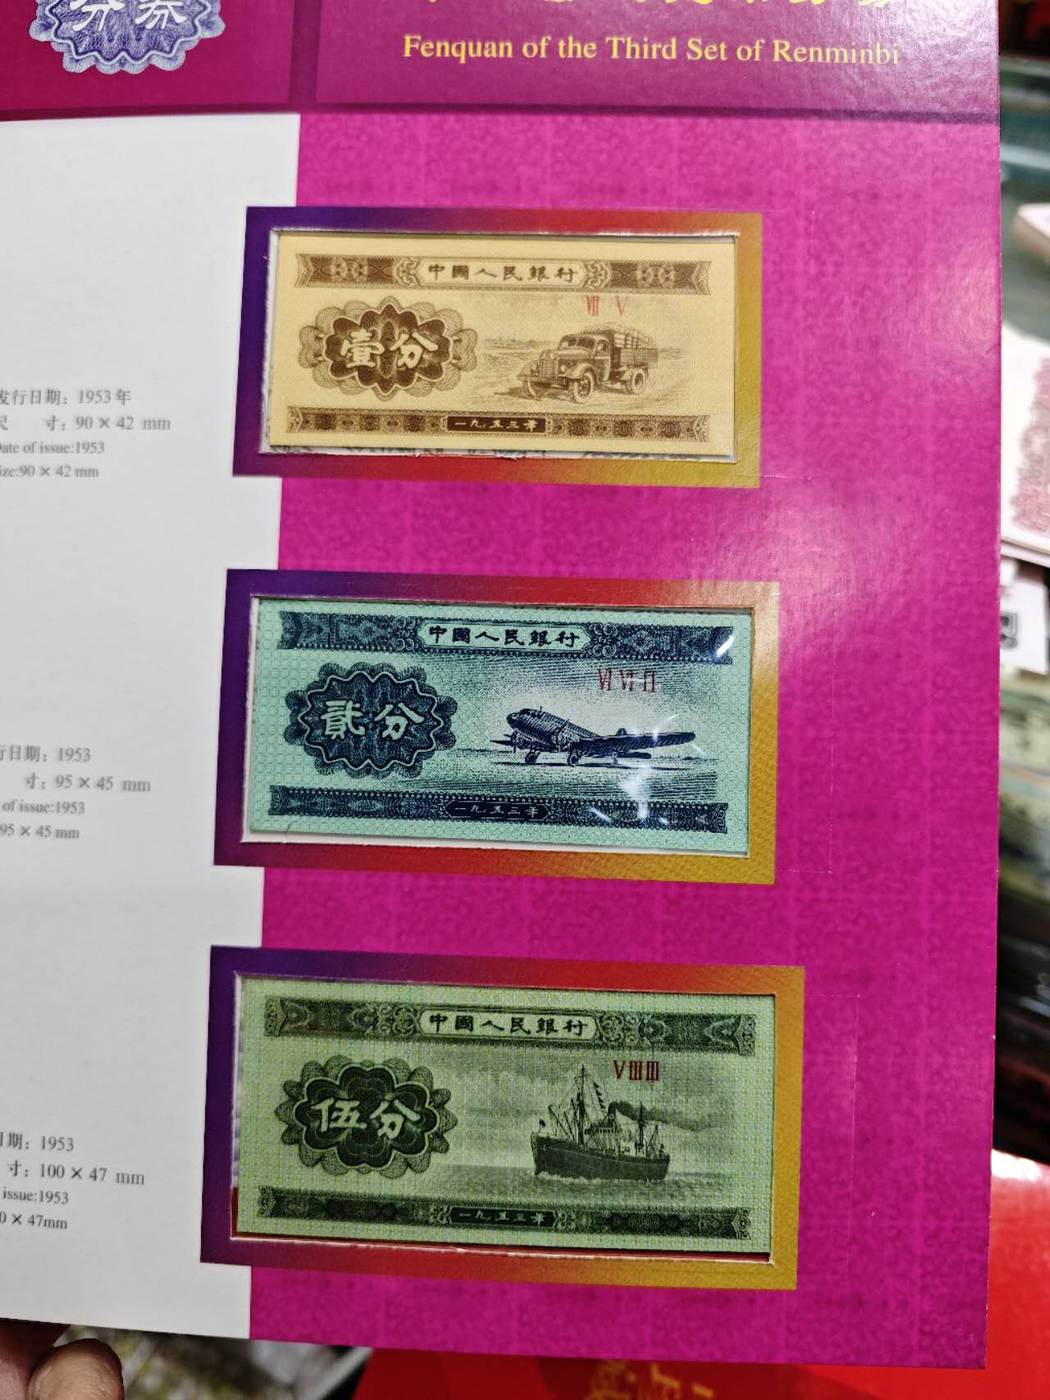 分 券
Fenquan of the Third Set of Renminbi
中國人民銀行
VII V
壹分
一九五三年
发行日期：1953年
寸：90×42 mm
Date of issue:1953
size:90×42 mm
中國人民銀行
VI VI II
貳分
一九五三年
行日期：1953
寸：95×45 mm
of issue:1953
95×45 mm
中國人民銀行
V III III
伍分
一九五三年
日期：1953
寸：100×47 mm
issue:1953
0×47mm